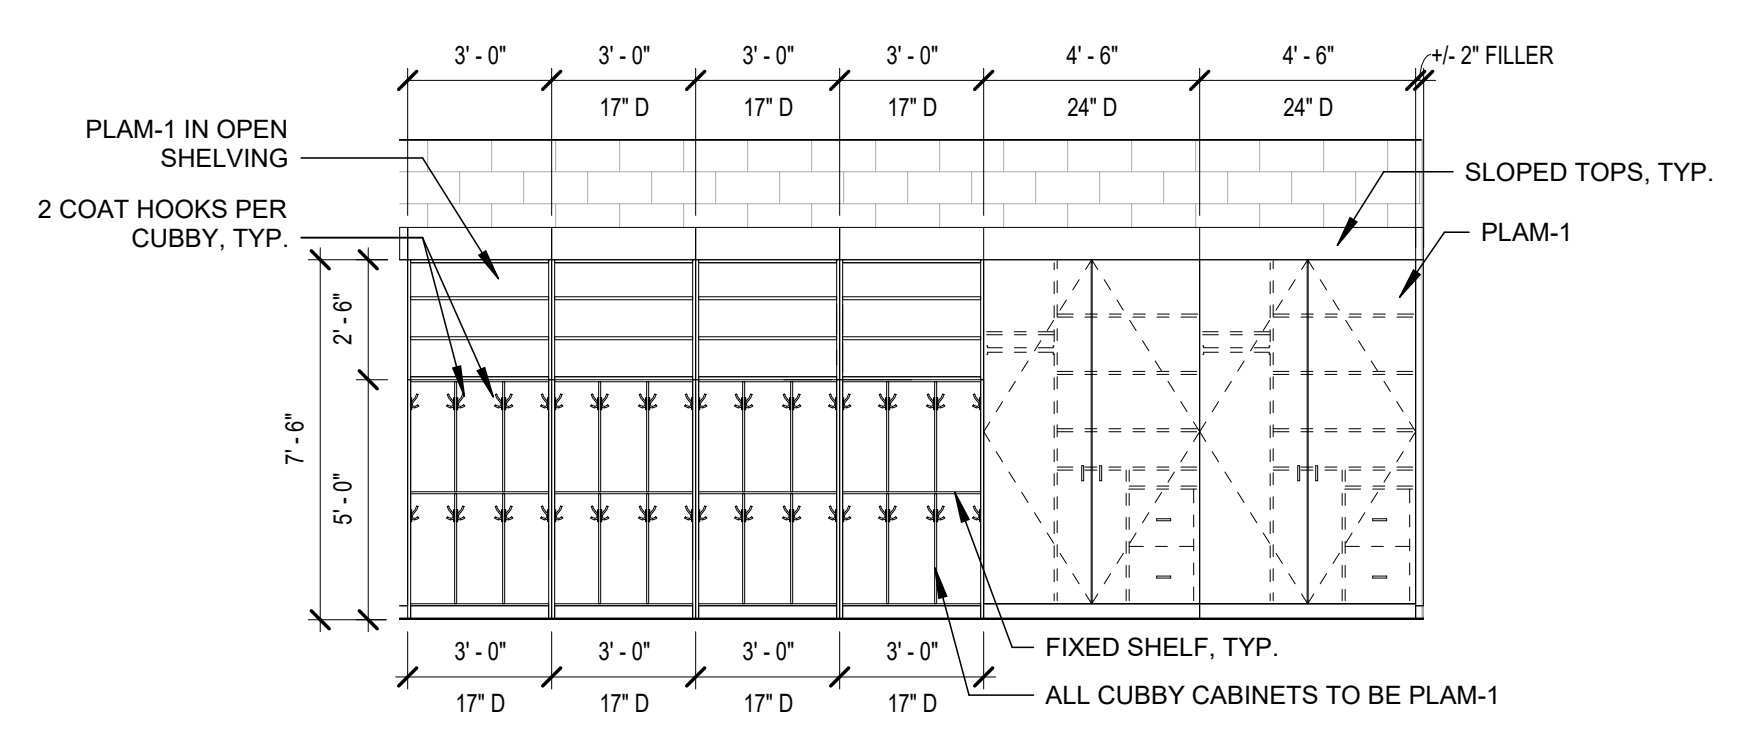 3' - 0" 3' - 0" 3' - 0" 3' - 0" 4' - 6" 4' - 6" +/- 2" FILLER
17" D 17" D 17" D 24" D 24" D
PLAM-1 IN OPEN
SHELVING
SLOPED TOPS, TYP.
2 COAT HOOKS PER
CUBBY, TYP.
PLAM-1
2' - 6"
7' - 6"
5' - 0"
3' - 0" 3' - 0" 3' - 0" 3' - 0"
FIXED SHELF, TYP.
17" D 17" D 17" D 17" D
ALL CUBBY CABINETS TO BE PLAM-1